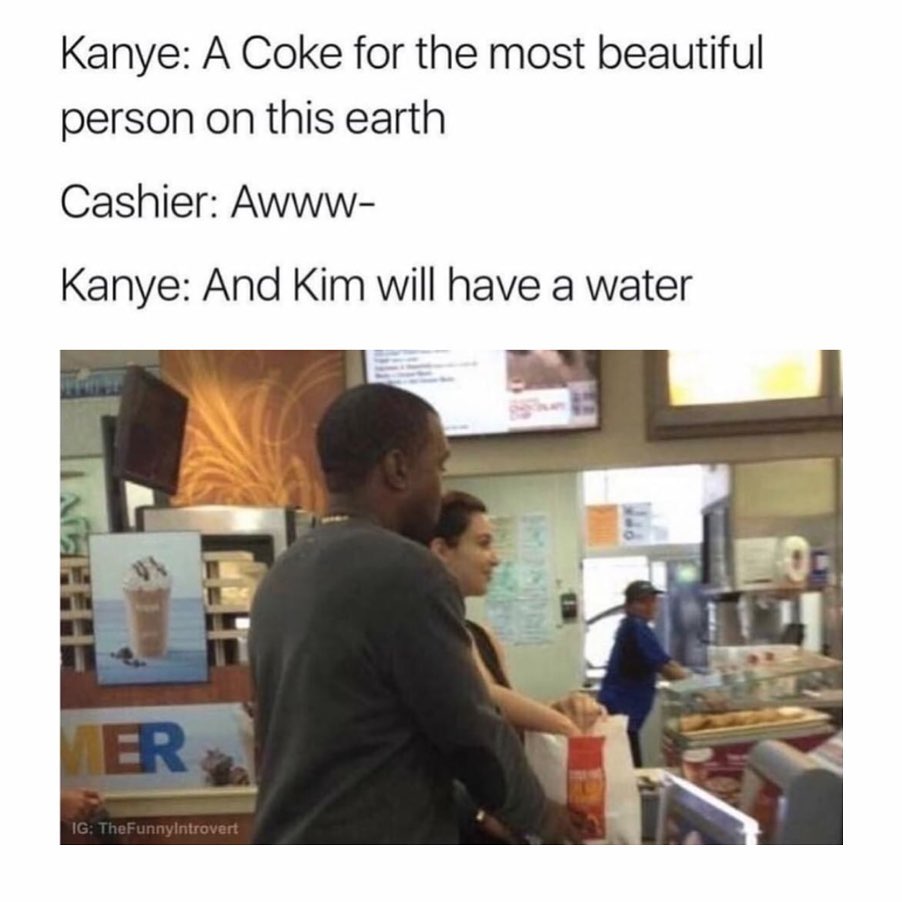 Kanye: A Coke for the most beautiful
person on this earth
Cashier: Awww-
Kanye: And Kim will have a water
MER
IG: TheFunnyIntrovert